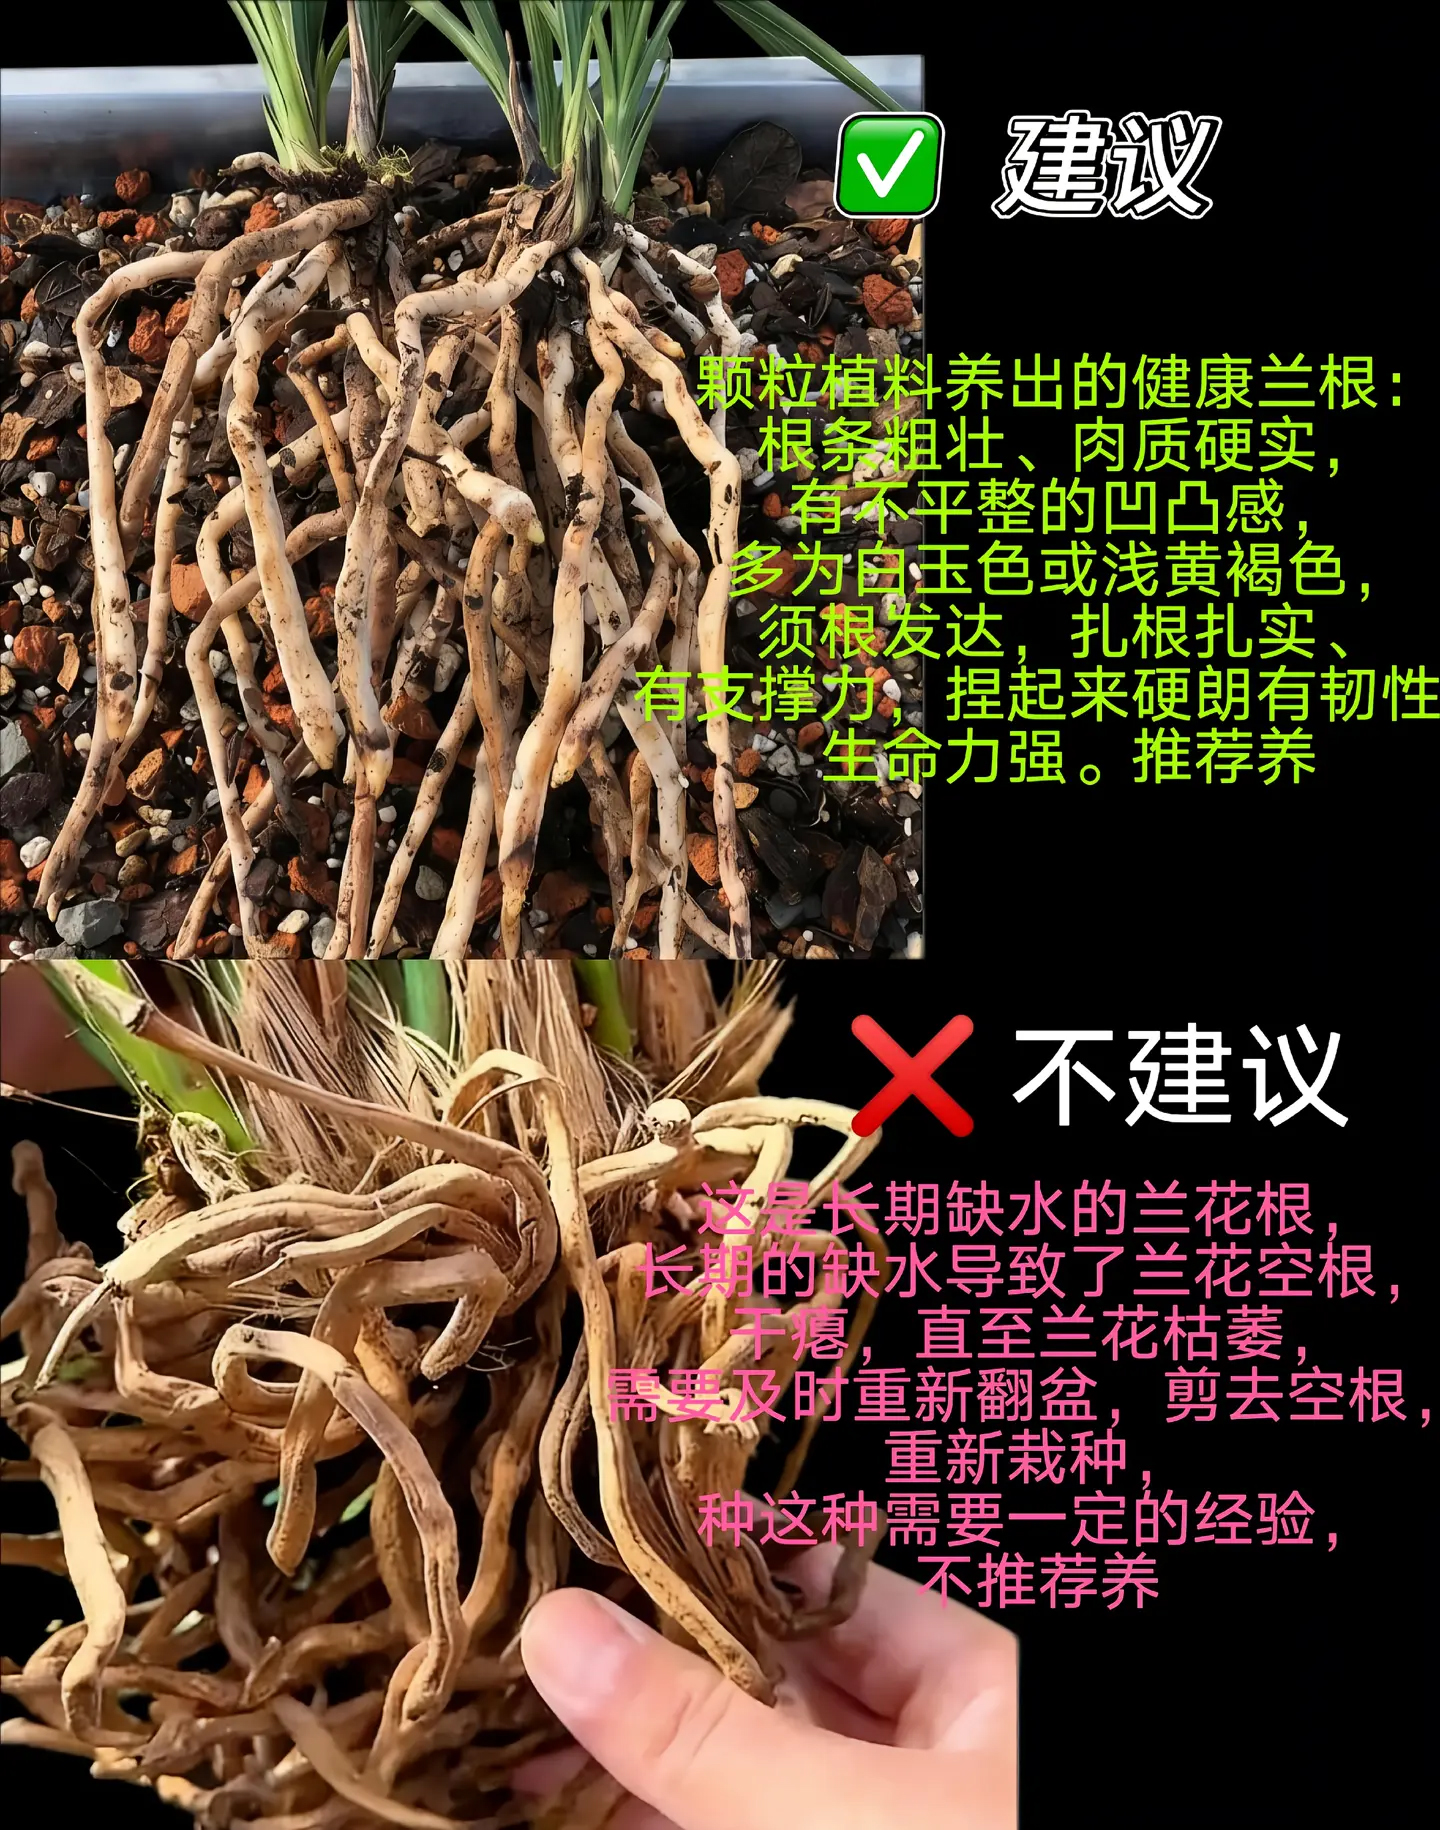 建议
颗粒植料养出的健康兰根:
根条粗壮、肉质硬实，
有不平整的凹凸感，
多为白玉色或浅黄褐色，
须根发达，扎根扎实、
有支撑力，捏起来硬朗有韧性
生命力强。推荐养
不建议
这是长期缺水的兰花根，
长期的缺水导致了兰花空根，
干瘪，直至兰花枯萎，
需要及时重新翻盆，剪去空根，
重新栽种，
种这种需要一定的经验，
不推荐养